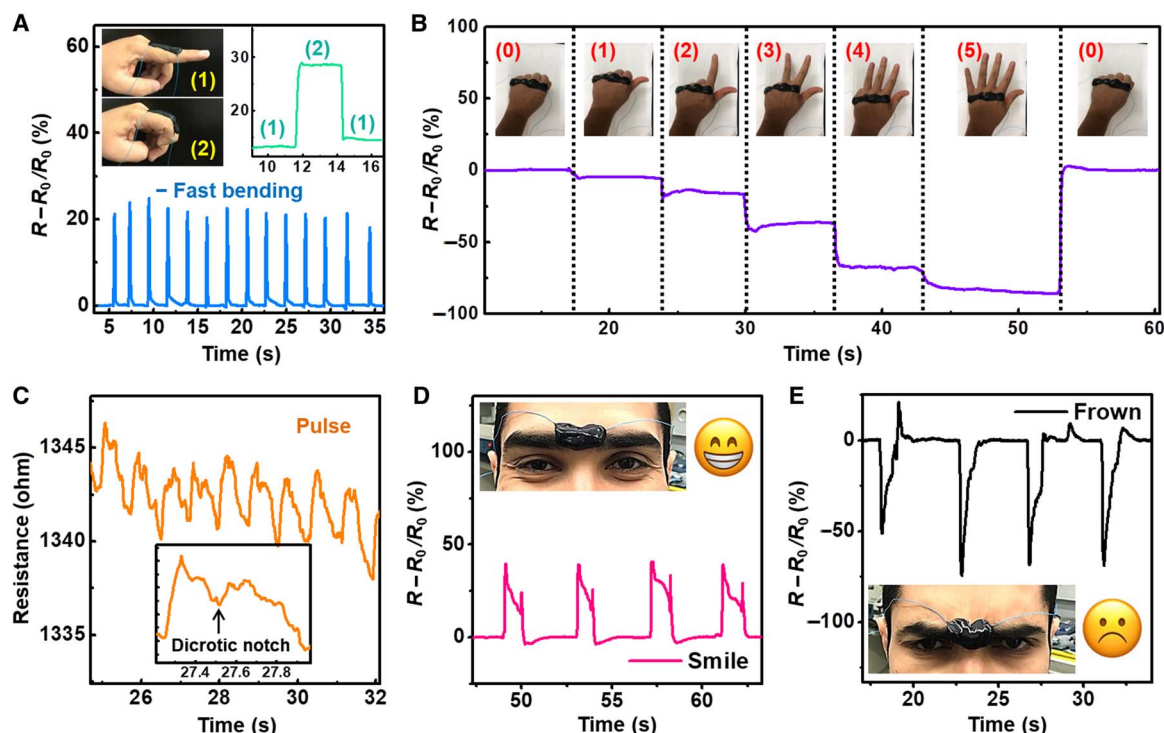 A
60
40
20
0
R−R₀/R₀ (%)
5 10 15 20 25 30 35
Time (s)
(1)
(2)
30
20
(2)
(1) (1)
10 12 14 16
– Fast bending
B
100
50
0
−50
−100
R−R₀/R₀ (%)
(0) (1) (2) (3) (4) (5) (0)
20 30 40 50 60
Time (s)
C
Pulse
1345
1340
1335
Resistance (ohm)
Dicrotic notch
27.4 27.6 27.8
26 28 30 32
Time (s)
D
100
75
50
25
0
R−R₀/R₀ (%)
Smile
50 55 60
Time (s)
E
Frown
0
−50
−100
R−R₀/R₀ (%)
20 25 30
Time (s)